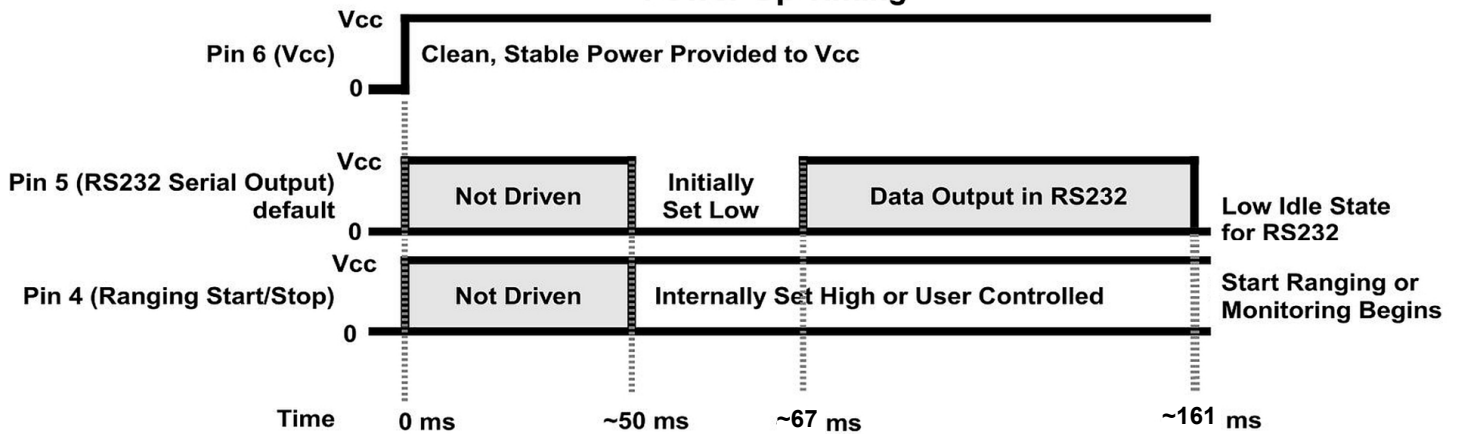 Vcc
Pin 6 (Vcc)
Clean, Stable Power Provided to Vcc
0
Vcc
Pin 5 (RS232 Serial Output)
default
Not Driven
Initially
Set Low
Data Output in RS232
0
Low Idle State
for RS232
Vcc
Pin 4 (Ranging Start/Stop)
Not Driven
Internally Set High or User Controlled
Start Ranging or
Monitoring Begins
0
Time
0 ms
~50 ms
~67 ms
~161 ms